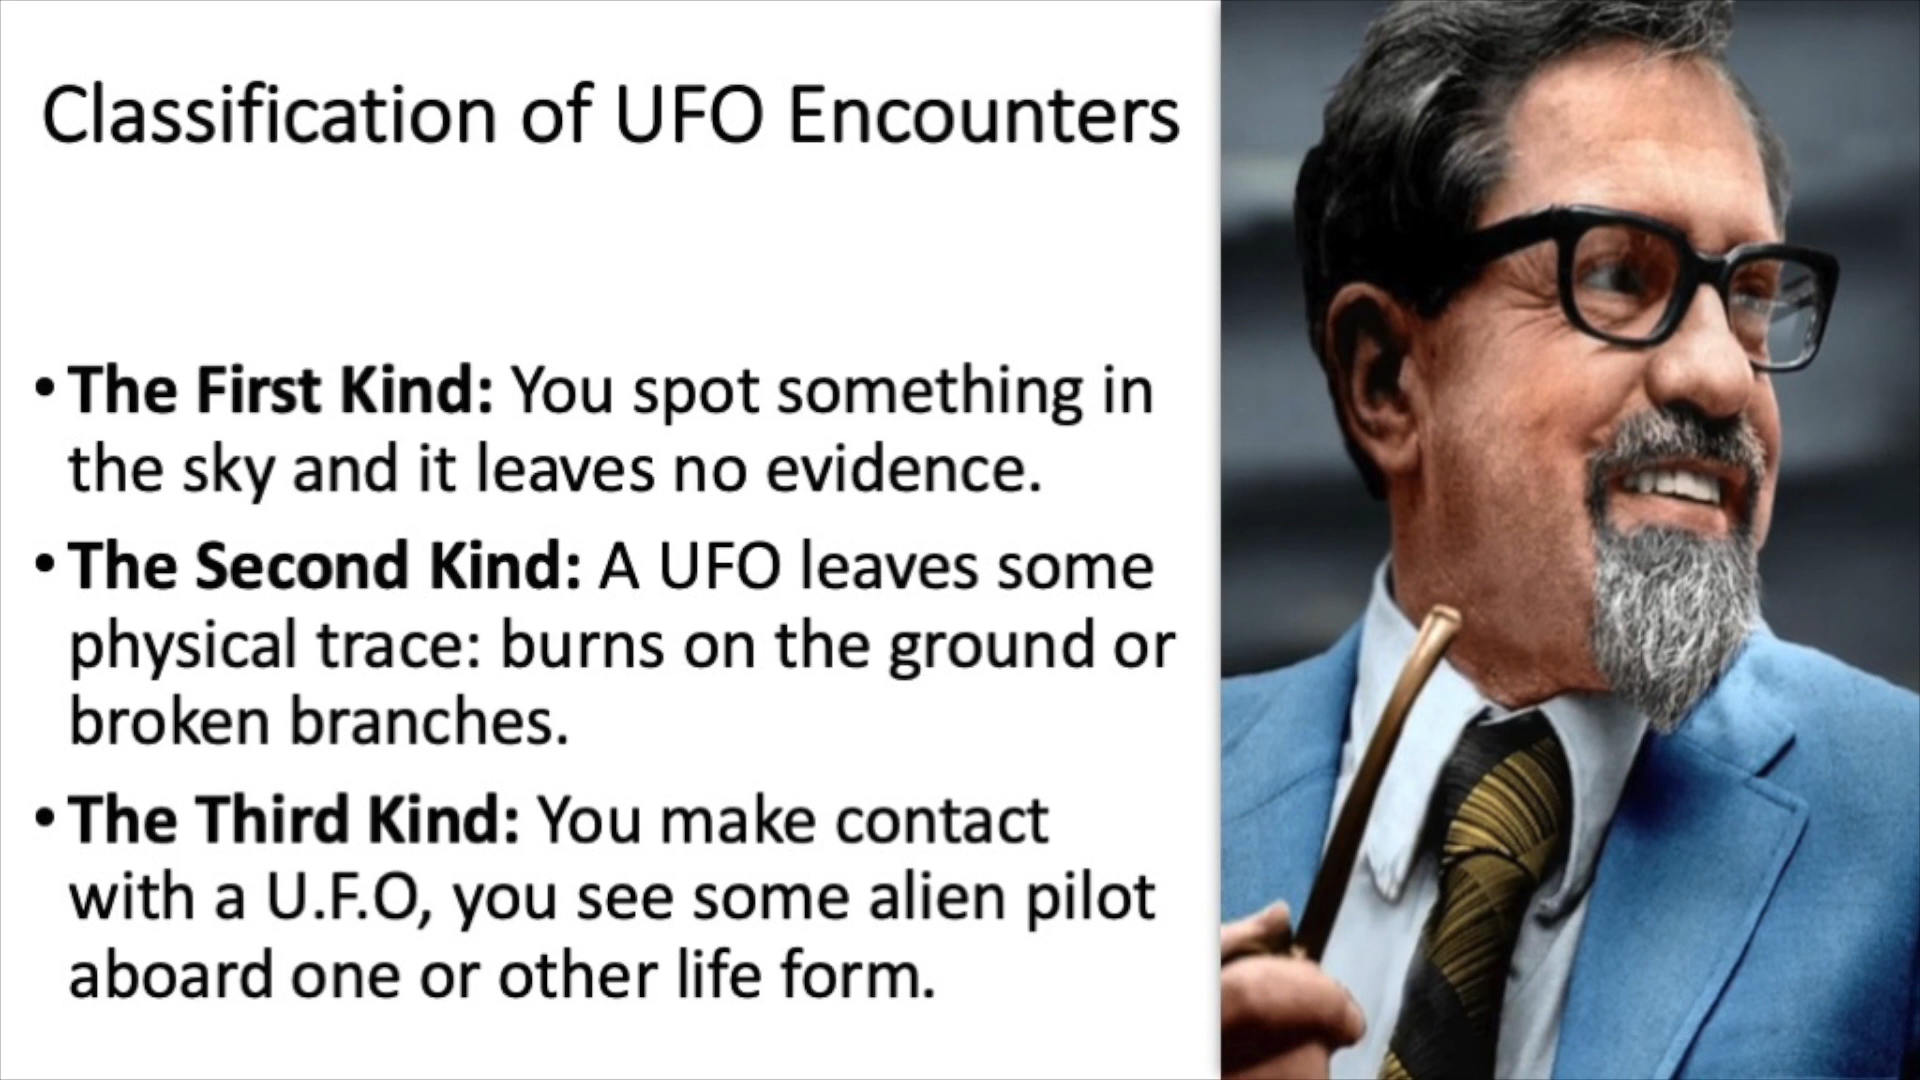 Classification of UFO Encounters
• The First Kind: You spot something in
the sky and it leaves no evidence.
• The Second Kind: A UFO leaves some
physical trace: burns on the ground or
broken branches.
• The Third Kind: You make contact
with a U.F.O, you see some alien pilot
aboard one or other life form.